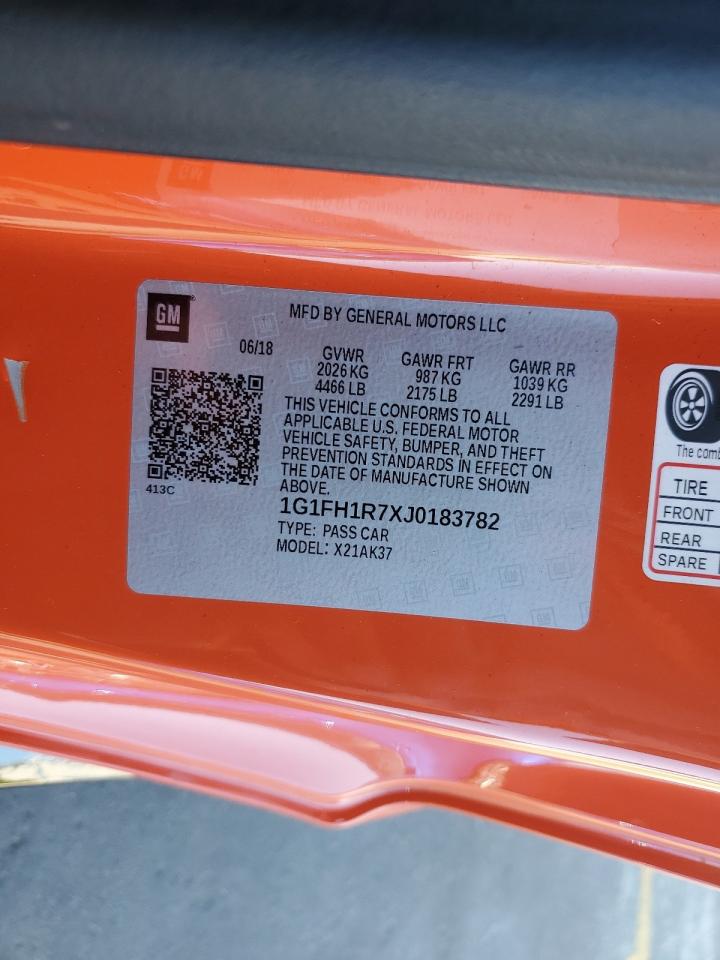 GM
MFD BY GENERAL MOTORS LLC
06/18
GVWR
2026 KG
4466 LB
GAWR FRT
987 KG
2175 LB
GAWR RR
1039 KG
2291 LB
THIS VEHICLE CONFORMS TO ALL
APPLICABLE U.S. FEDERAL MOTOR
VEHICLE SAFETY, BUMPER, AND THEFT
PREVENTION STANDARDS IN EFFECT ON
THE DATE OF MANUFACTURE SHOWN
ABOVE.
413C
1G1FH1R7XJ0183782
TYPE: PASS CAR
MODEL: X21AK37
The
TIRE
FRONT
REAR
SPARE